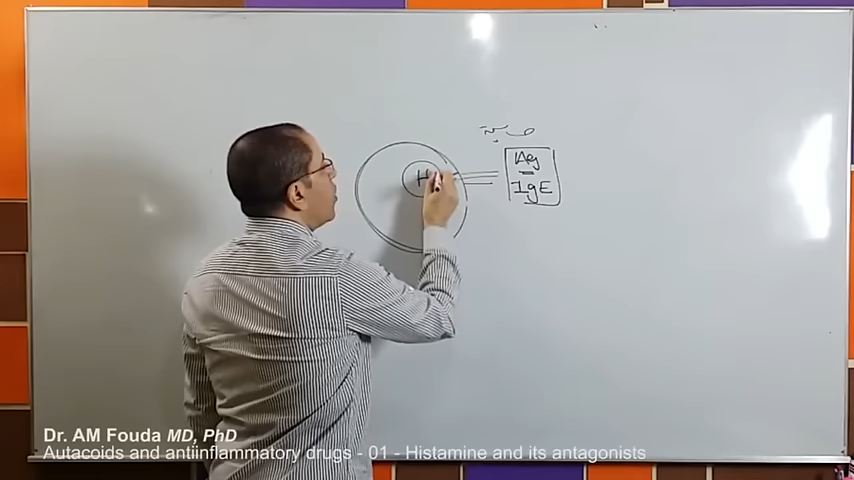 H
Ag
IgE
Dr. AM Fouda MD, PhD
Autacoids and antiinflammatory drugs - 01 - Histamine and its antagonists